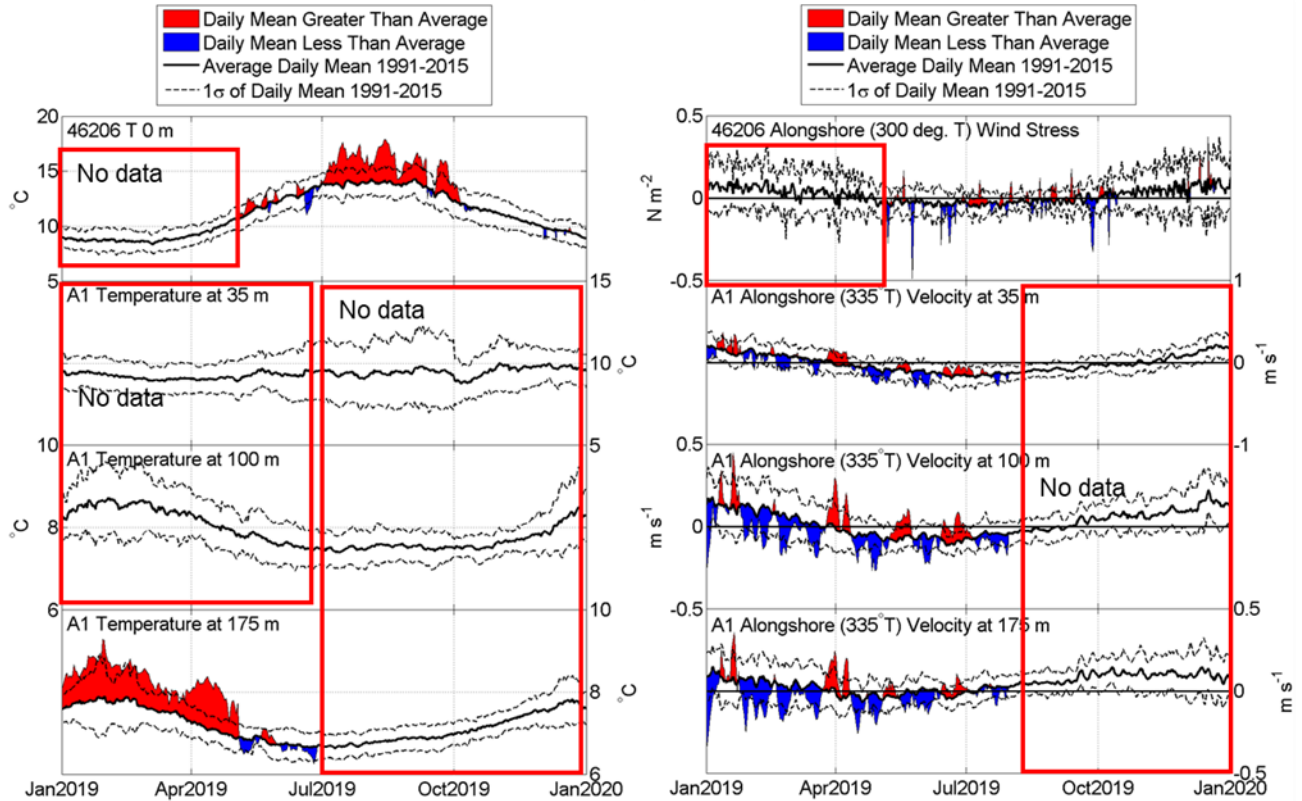 Daily Mean Greater Than Average
Daily Mean Less Than Average
Average Daily Mean 1991-2015
1σ of Daily Mean 1991-2015
20
46206 T 0 m
No data
15
°C
10
5
15
A1 Temperature at 35 m
No data
10
°C
No data
10
5
A1 Temperature at 100 m
°C
8
6
10
A1 Temperature at 175 m
8
°C
6
Jan2019
Apr2019
Jul2019
Oct2019
Jan2020
Daily Mean Greater Than Average
Daily Mean Less Than Average
Average Daily Mean 1991-2015
1σ of Daily Mean 1991-2015
0.5
46206 Alongshore (300 deg. T) Wind Stress
N m-2
0
-0.5
1
A1 Alongshore (335°T) Velocity at 35 m
0
m s-1
0.5
-1
A1 Alongshore (335°T) Velocity at 100 m
No data
m s-1
0
-0.5
0.5
A1 Alongshore (335°T) Velocity at 175 m
0
m s-1
-0.5
Jan2019
Apr2019
Jul2019
Oct2019
Jan2020